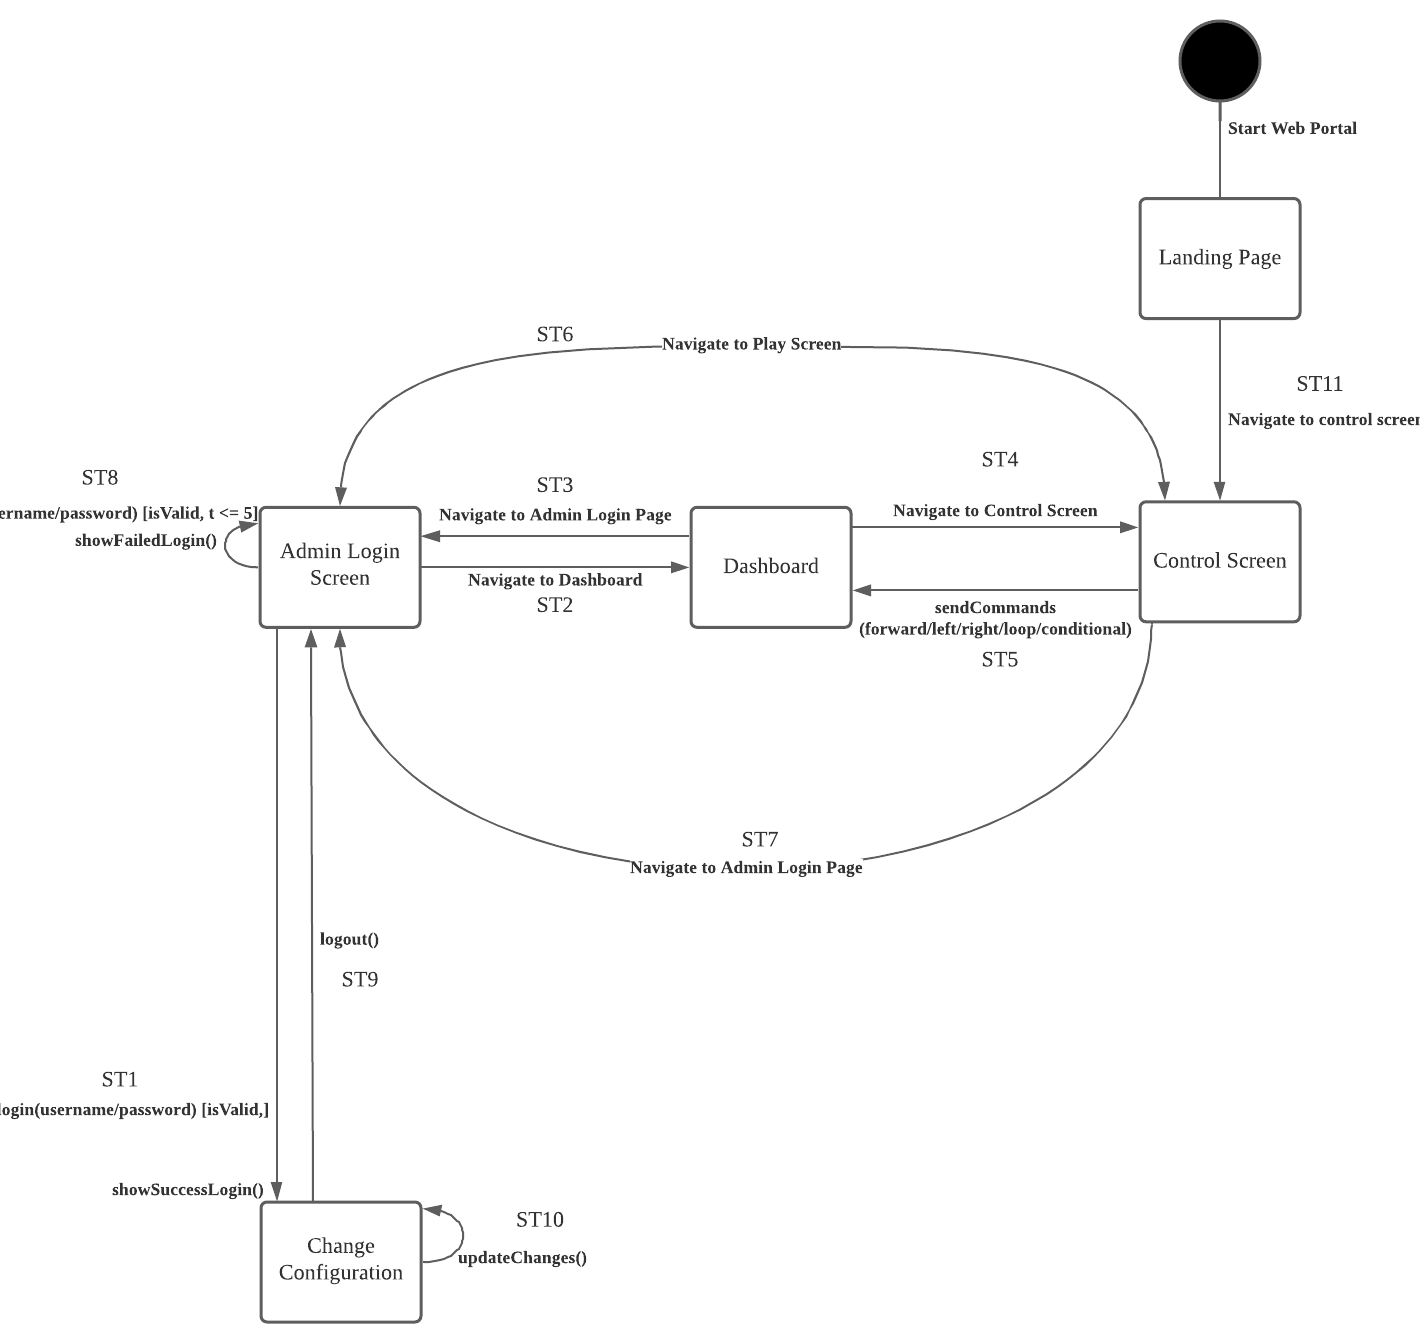 Start Web Portal
Landing Page
ST6
Navigate to Play Screen
ST11
Navigate to control screen
ST4
Navigate to Control Screen
ST3
Navigate to Admin Login Page
ST8
ername/password) [isValid, t <= 5]
showFailedLogin()
Admin Login
Screen
Dashboard
Control Screen
Navigate to Dashboard
ST2
sendCommands
(forward/left/right/loop/conditional)
ST5
ST7
Navigate to Admin Login Page
logout()
ST9
ST1
login(username/password) [isValid,]
showSuccessLogin()
Change
Configuration
ST10
updateChanges()